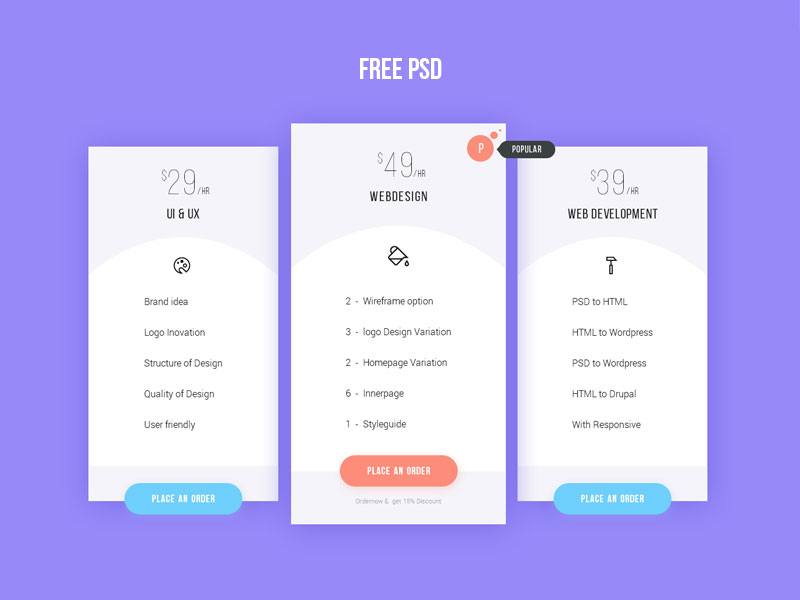 FREE PSD
$29/HR
UI & UX
Brand idea
Logo Inovation
Structure of Design
Quality of Design
User friendly
PLACE AN ORDER
$49/HR
P
POPULAR
WEBDESIGN
2 - Wireframe option
3 - logo Design Variation
2 - Homepage Variation
6 - Innerpage
1 - Styleguide
PLACE AN ORDER
Ordernow & get 15% Discount
$39/HR
WEB DEVELOPMENT
PSD to HTML
HTML to Wordpress
PSD to Wordpress
HTML to Drupal
With Responsive
PLACE AN ORDER